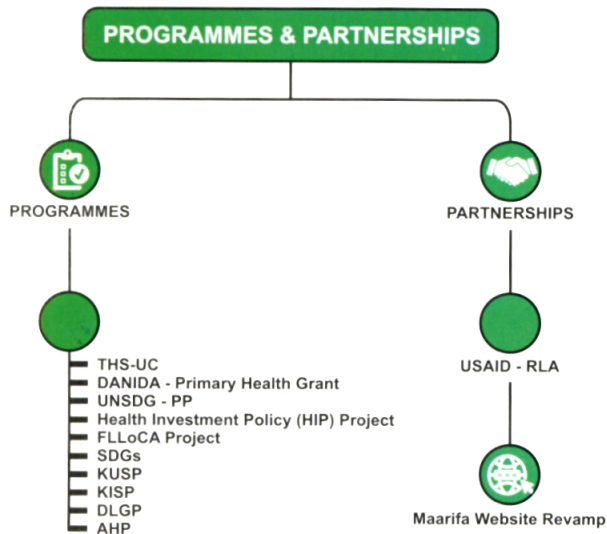 PROGRAMMES & PARTNERSHIPS
PROGRAMMES
PARTNERSHIPS
THS-UC
DANIDA - Primary Health Grant
UNSDG - PP
Health Investment Policy (HIP) Project
FLLoCA Project
SDGs
KUSP
KISP
DLGP
AHP
USAID - RLA
Maarifa Website Revamp